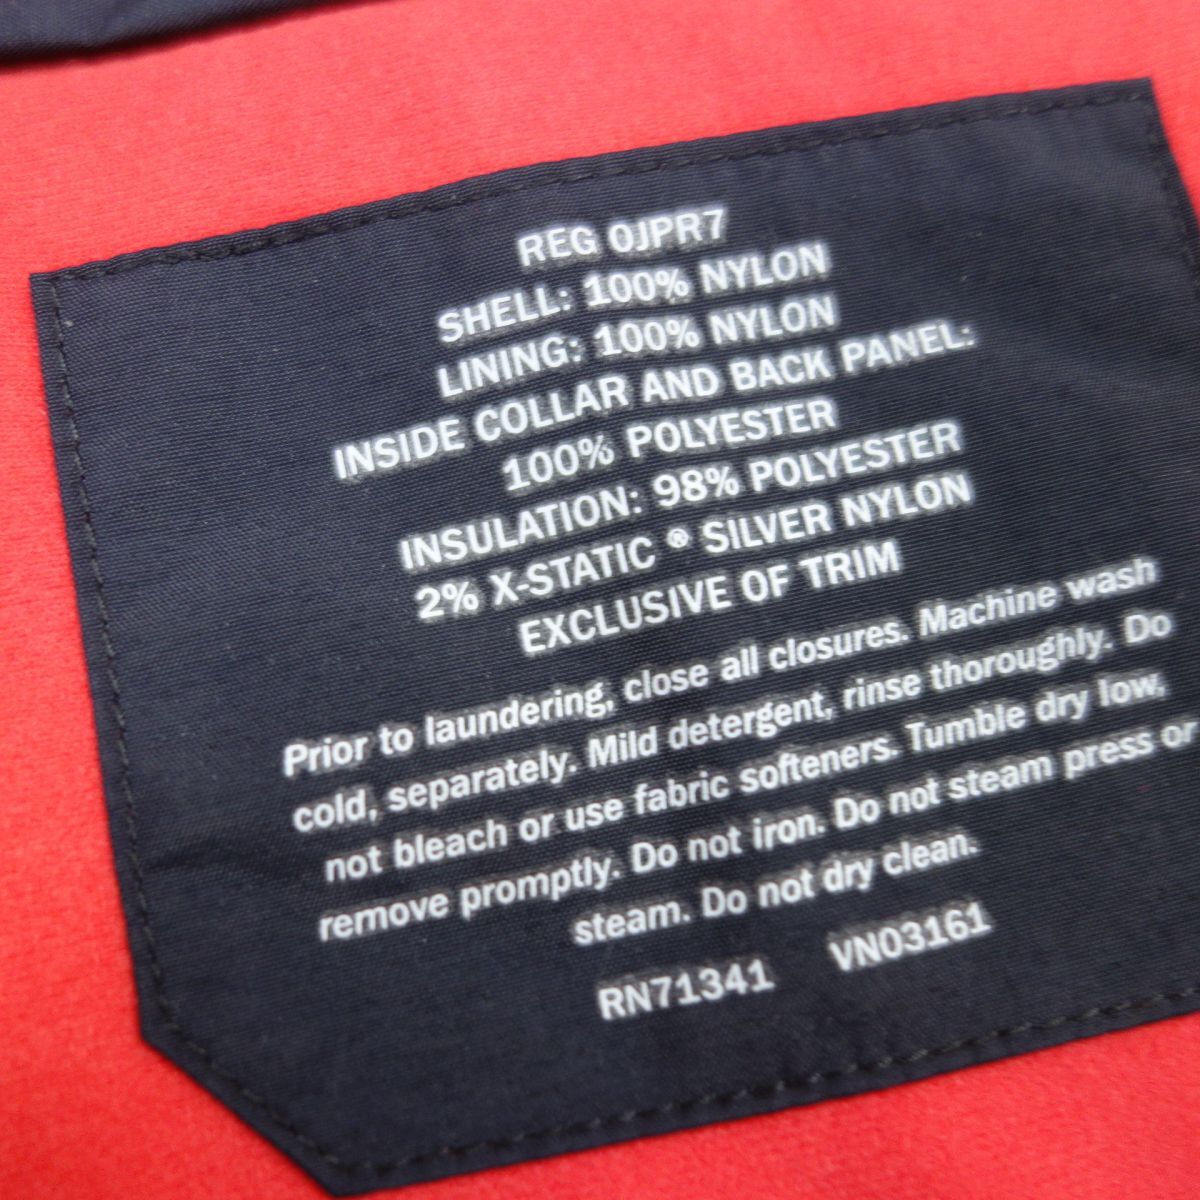 REG 0JPR7
SHELL: 100% NYLON
LINING: 100% NYLON
INSIDE COLLAR AND BACK PANEL:
100% POLYESTER
INSULATION: 98% POLYESTER
2% X-STATIC ® SILVER NYLON
EXCLUSIVE OF TRIM
Prior to laundering, close all closures. Machine wash
cold, separately. Mild detergent, rinse thoroughly. Do
not bleach or use fabric softeners. Tumble dry low,
remove promptly. Do not iron. Do not steam press or
steam. Do not dry clean.
RN71341 VN03161